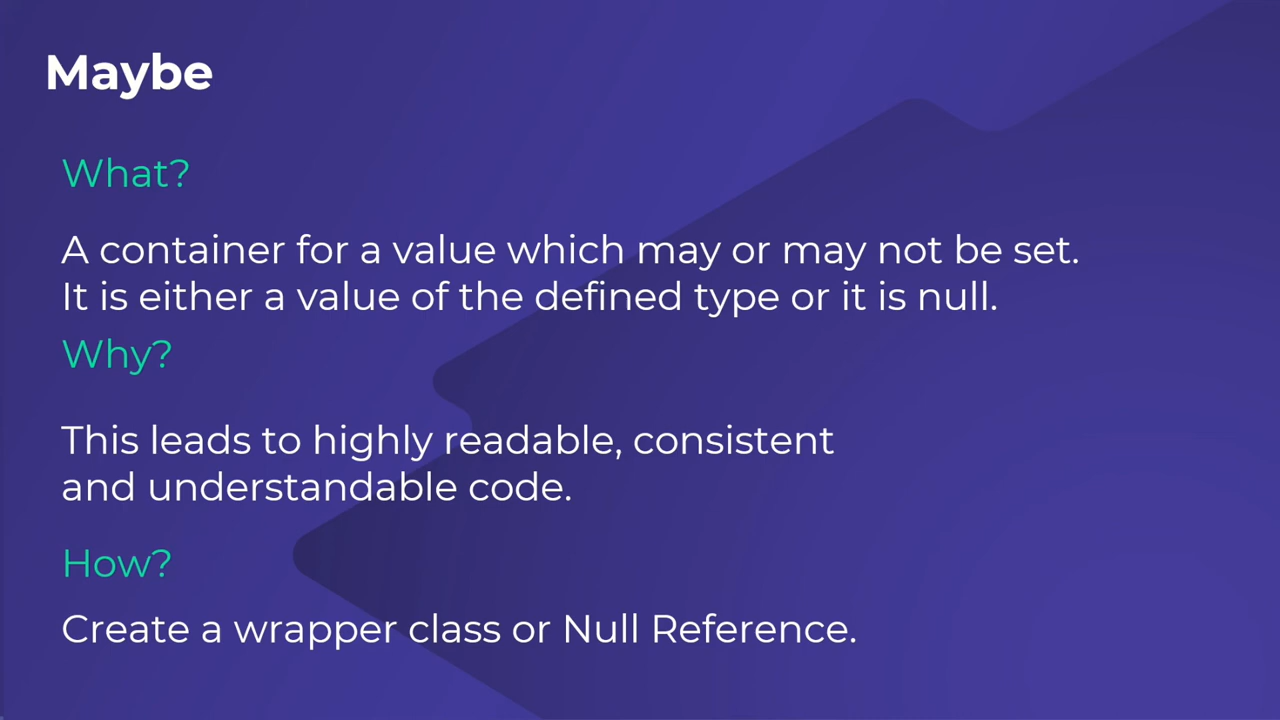 Maybe
What?
A container for a value which may or may not be set.
It is either a value of the defined type or it is null.
Why?
This leads to highly readable, consistent
and understandable code.
How?
Create a wrapper class or Null Reference.